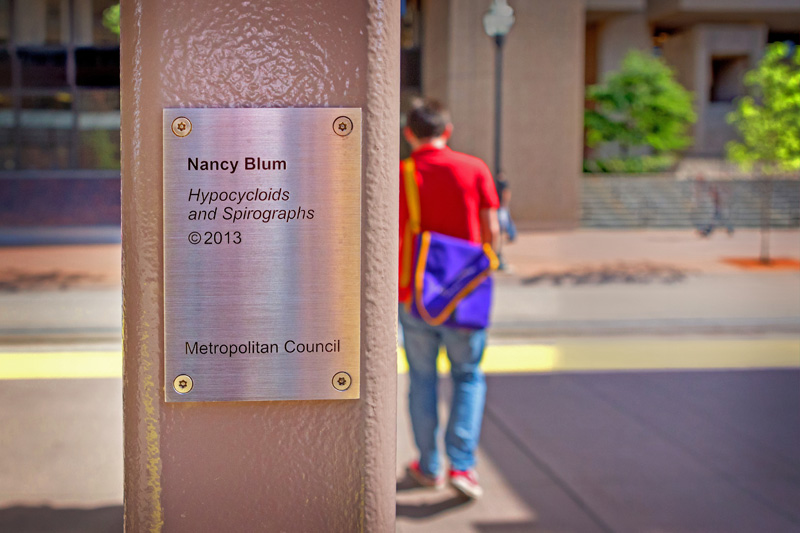 Nancy Blum
Hypocycloids
and Spirographs
©2013
Metropolitan Council